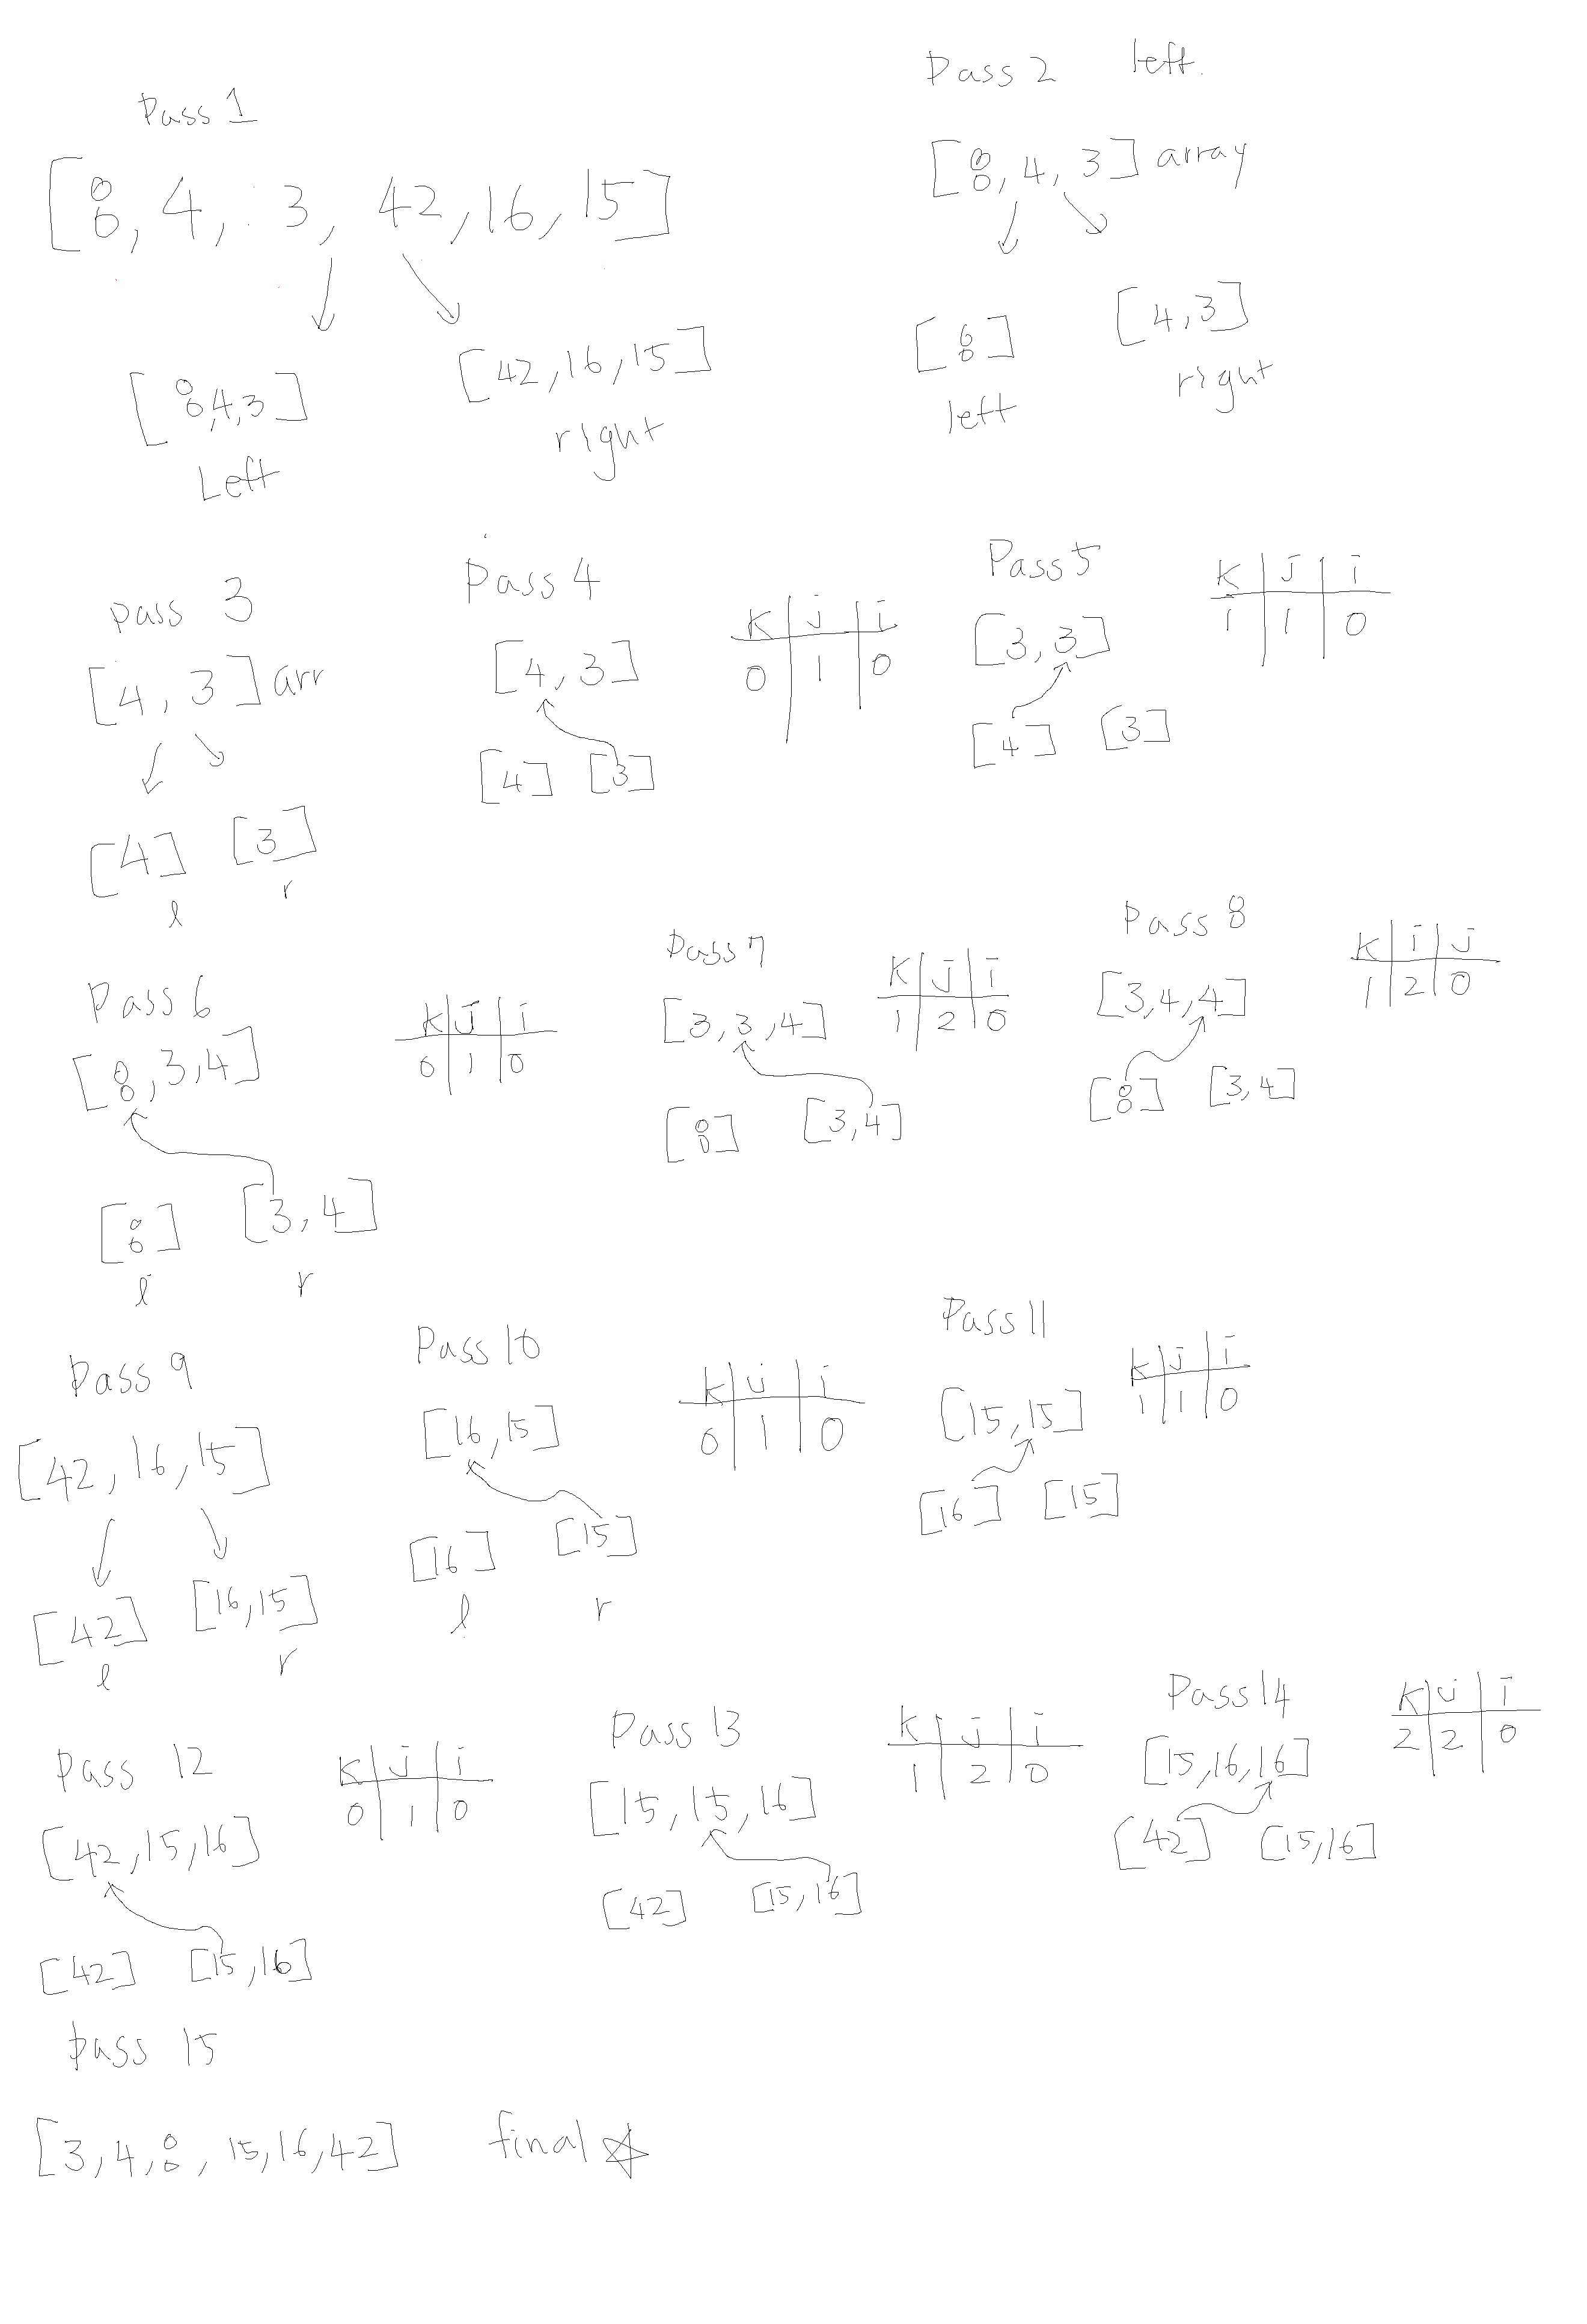 Pass 1
[8, 4, 3, 42, 16, 15]
[8,4,3]
Left
[42,16,15]
right
Pass 2 left.
[8, 4, 3] array
[8]
left
[4,3]
right
pass 3
[4, 3] arr
[4]
l
[3]
r
Pass 4
[4, 3]
[4] [3]
K j i
0 1 0
Pass 5
[3, 3]
[4] [3]
K J i
1 1 0
Pass 6
[8,3,4]
[8]
l
[3,4]
r
K J i
0 1 0
Pass 7
[3,3,4]
[8] [3,4]
K J i
1 2 0
Pass 8
[3,4,4]
[8] [3,4]
K i J
1 2 0
Pass 9
[42,16,15]
[42]
l
[16,15]
r
Pass 10
[16,15]
[16] [15]
l r
K j i
0 1 0
Pass 11
[15,15]
[16] [15]
K j i
1 1 0
Pass 12
[42,15,16]
[42] [15,16]
K j i
0 1 0
Pass 13
[15,15,16]
[42] [15,16]
K j i
1 2 0
Pass 14
[15,16,16]
[42] [15,16]
K j i
2 2 0
Pass 15
[3,4,8,15,16,42] final